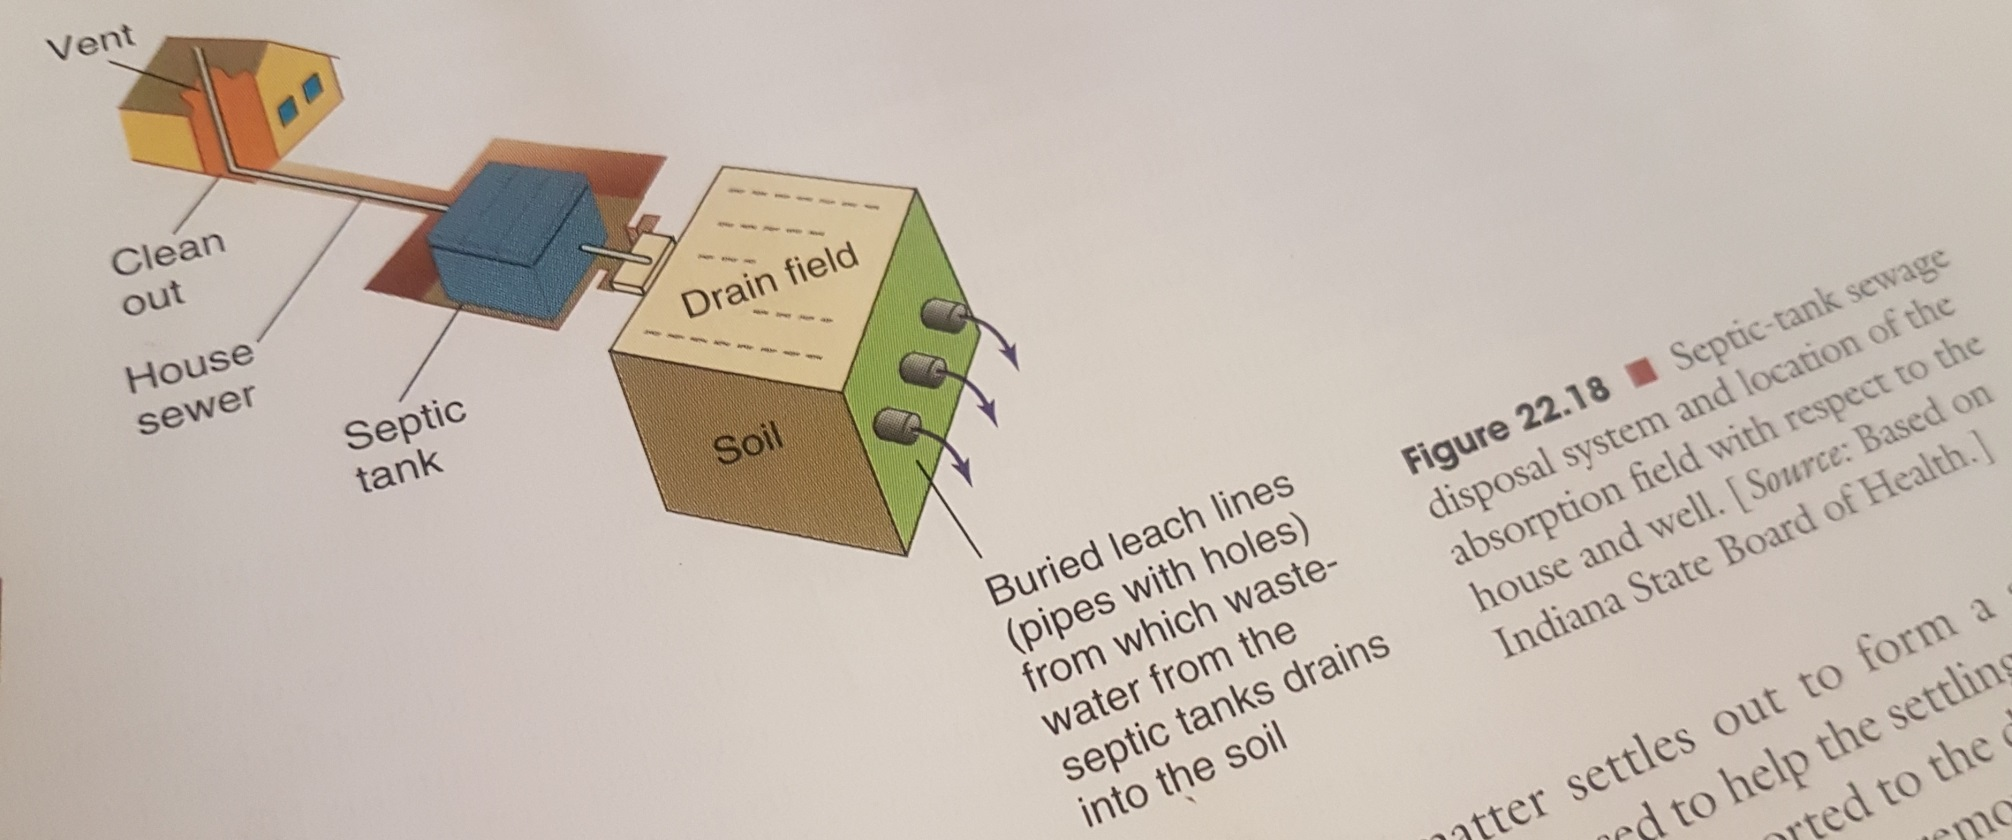 Vent
Clean
out
House
sewer
Septic
tank
Drain field
Soil
Buried leach lines
(pipes with holes)
from which waste-
water from the
septic tanks drains
into the soil
Figure 22.18 ■ Septic-tank sewage
disposal system and location of the
absorption field with respect to the
house and well. [Source: Based on
Indiana State Board of Health.]
settles out to form a
to help the settling
to the